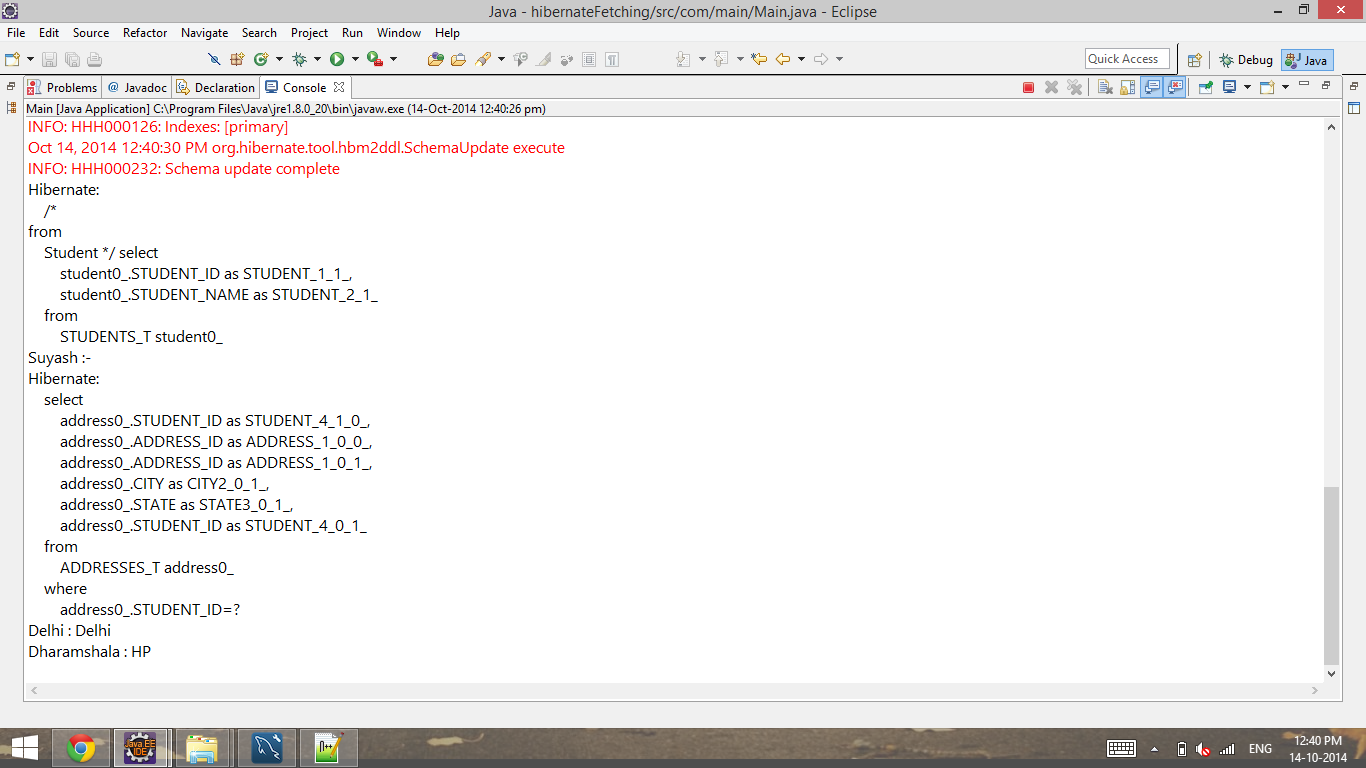 Java - hibernateFetching/src/com/main/Main.java - Eclipse
File Edit Source Refactor Navigate Search Project Run Window Help
Quick Access Debug Java
Problems @ Javadoc Declaration Console
Main [Java Application] C:\Program Files\Java\jre1.8.0_20\bin\javaw.exe (14-Oct-2014 12:40:26 pm)
INFO: HHH000126: Indexes: [primary]
Oct 14, 2014 12:40:30 PM org.hibernate.tool.hbm2ddl.SchemaUpdate execute
INFO: HHH000232: Schema update complete
Hibernate:
/*
from
Student */ select
student0_.STUDENT_ID as STUDENT_1_1_,
student0_.STUDENT_NAME as STUDENT_2_1_
from
STUDENTS_T student0_
Suyash :-
Hibernate:
select
address0_.STUDENT_ID as STUDENT_4_1_0_,
address0_.ADDRESS_ID as ADDRESS_1_0_0_,
address0_.ADDRESS_ID as ADDRESS_1_0_1_,
address0_.CITY as CITY2_0_1_,
address0_.STATE as STATE3_0_1_,
address0_.STUDENT_ID as STUDENT_4_0_1_
from
ADDRESSES_T address0_
where
address0_.STUDENT_ID=?
Delhi : Delhi
Dharamshala : HP
Java EE
IDE
ENG
12:40 PM
14-10-2014